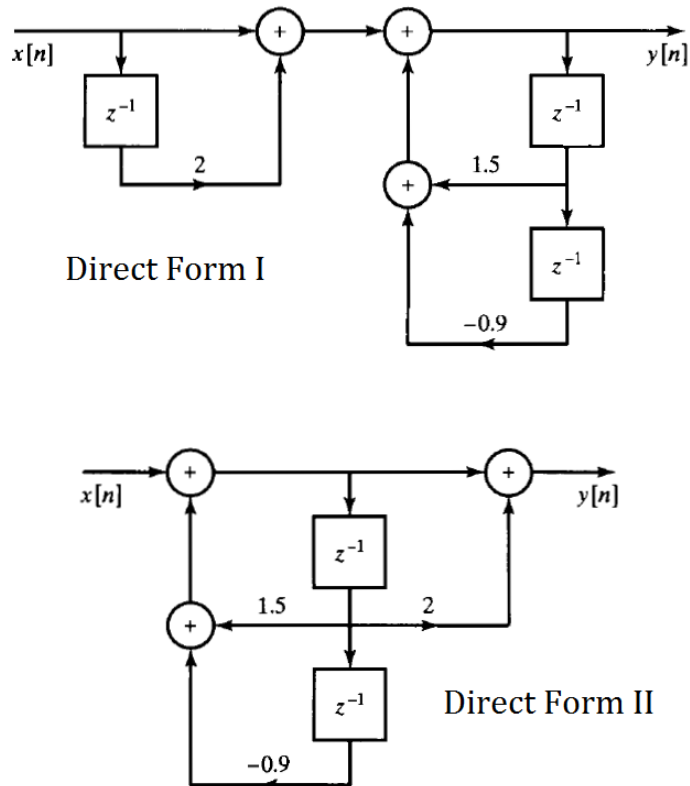 + +
x[n] y[n]
z⁻¹ z⁻¹
2 + 1.5
Direct Form I z⁻¹
−0.9
+ +
x[n] y[n]
z⁻¹
1.5 2
+
z⁻¹ Direct Form II
−0.9